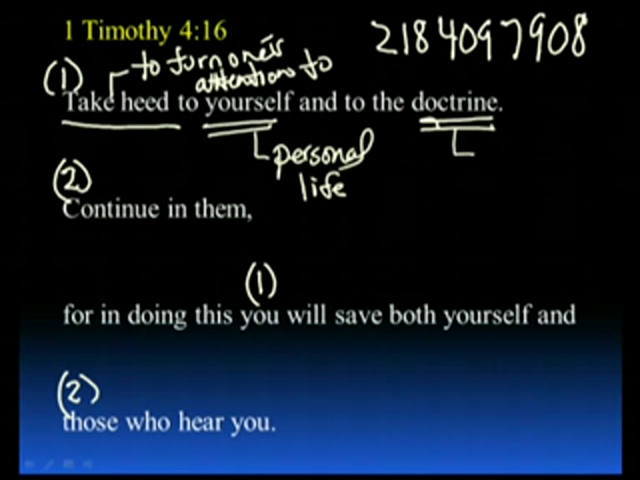 1 Timothy 4:16
2184097908
to turn one's
attentions to
(1)
Take heed to yourself and to the doctrine.
personal
life
(2)
Continue in them,
(1)
for in doing this you will save both yourself and
(2)
those who hear you.